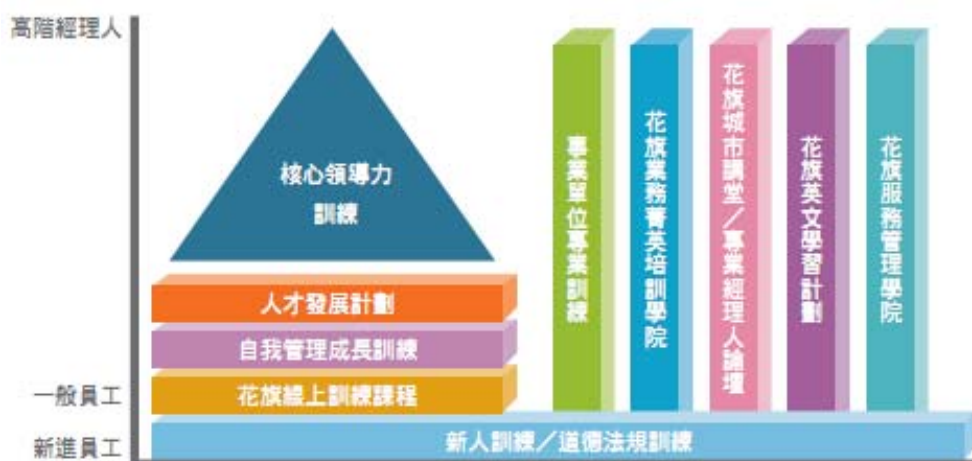 高階經理人
核心領導力
訓練
人才發展計劃
自我管理成長訓練
一般員工
花旗線上訓練課程
新進員工
新人訓練／道德法規訓練
事業單位專業訓練
花旗業務菁英培訓學院
花旗城市講堂／專業經理人論壇
花旗英文學習計劃
花旗服務管理學院